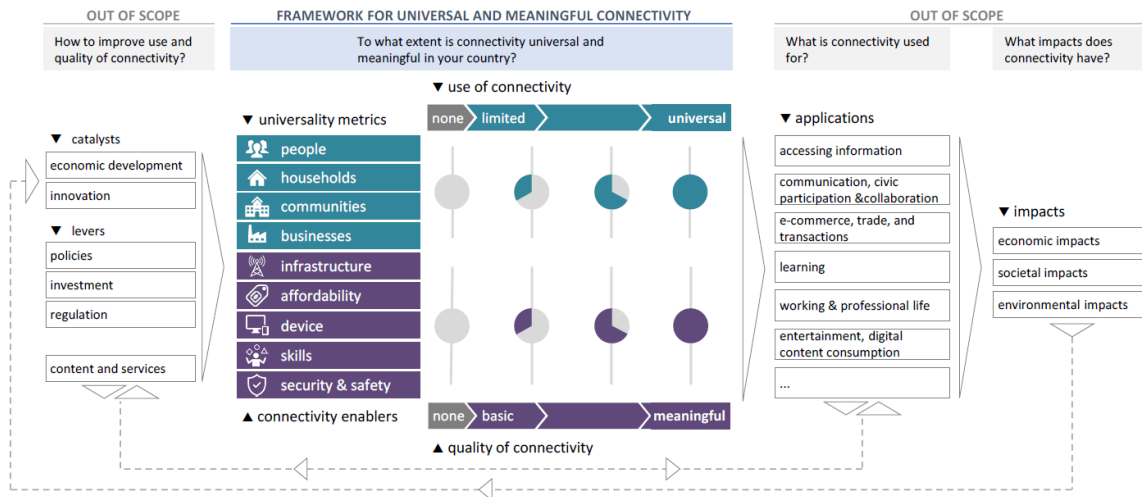 OUT OF SCOPE
How to improve use and
quality of connectivity?
▼ catalysts
economic development
innovation
▼ levers
policies
investment
regulation
content and services
FRAMEWORK FOR UNIVERSAL AND MEANINGFUL CONNECTIVITY
To what extent is connectivity universal and
meaningful in your country?
▼ use of connectivity
none limited universal
▼ universality metrics
people
households
communities
businesses
infrastructure
affordability
device
skills
security & safety
▲ connectivity enablers
none basic meaningful
▲ quality of connectivity
OUT OF SCOPE
What is connectivity used
for?
▼ applications
accessing information
communication, civic
participation &collaboration
e-commerce, trade, and
transactions
learning
working & professional life
entertainment, digital
content consumption
...
What impacts does
connectivity have?
▼ impacts
economic impacts
societal impacts
environmental impacts